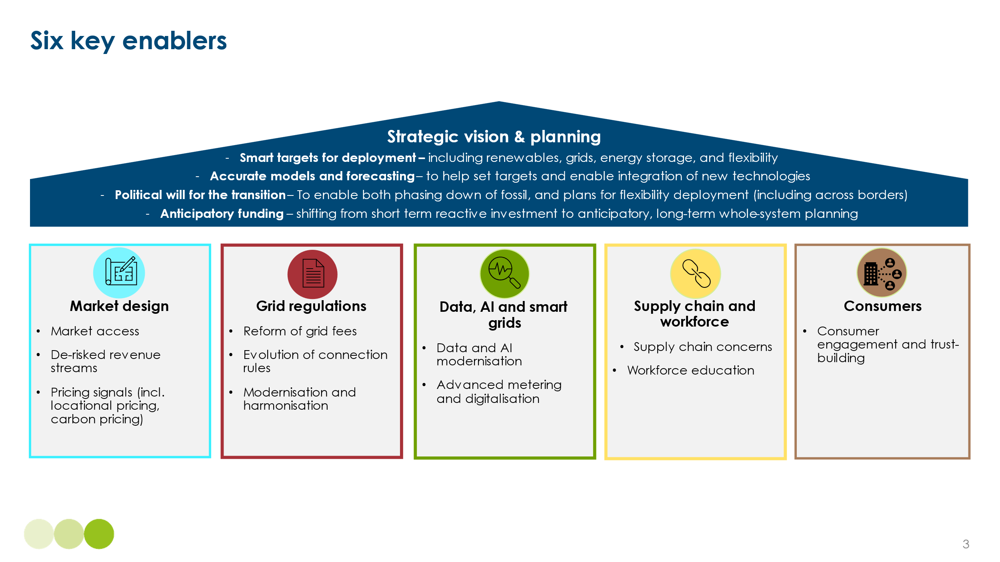 Six key enablers
Strategic vision & planning
- Smart targets for deployment – including renewables, grids, energy storage, and flexibility
- Accurate models and forecasting – to help set targets and enable integration of new technologies
- Political will for the transition – To enable both phasing down of fossil, and plans for flexibility deployment (including across borders)
- Anticipatory funding – shifting from short term reactive investment to anticipatory, long-term whole-system planning
Market design
• Market access
• De-risked revenue
streams
• Pricing signals (incl.
locational pricing,
carbon pricing)
Grid regulations
• Reform of grid fees
• Evolution of connection
rules
• Modernisation and
harmonisation
Data, AI and smart
grids
• Data and AI
modernisation
• Advanced metering
and digitalisation
Supply chain and
workforce
• Supply chain concerns
• Workforce education
Consumers
• Consumer
engagement and trust-
building
3